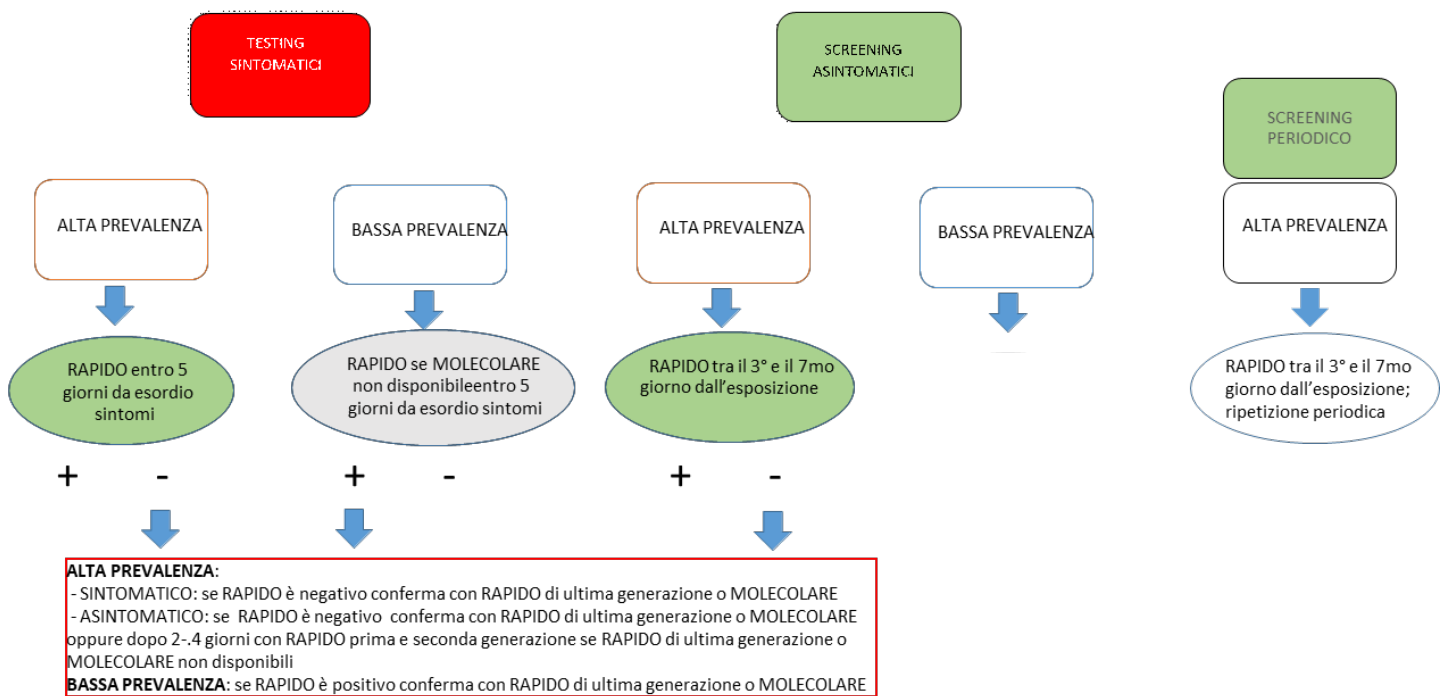 TESTING
SINTOMATICI
SCREENING
ASINTOMATICI
SCREENING
PERIODICO
ALTA PREVALENZA
BASSA PREVALENZA
ALTA PREVALENZA
BASSA PREVALENZA
ALTA PREVALENZA
RAPIDO entro 5
giorni da esordio
sintomi
RAPIDO se MOLECOLARE
non disponibileentro 5
giorni da esordio sintomi
RAPIDO tra il 3° e il 7mo
giorno dall'esposizione
RAPIDO tra il 3° e il 7mo
giorno dall'esposizione;
ripetizione periodica
+ -
+ -
+ -
ALTA PREVALENZA:
- SINTOMATICO: se RAPIDO è negativo conferma con RAPIDO di ultima generazione o MOLECOLARE
- ASINTOMATICO: se RAPIDO è negativo conferma con RAPIDO di ultima generazione o MOLECOLARE
oppure dopo 2-.4 giorni con RAPIDO prima e seconda generazione se RAPIDO di ultima generazione o
MOLECOLARE non disponibili
BASSA PREVALENZA: se RAPIDO è positivo conferma con RAPIDO di ultima generazione o MOLECOLARE